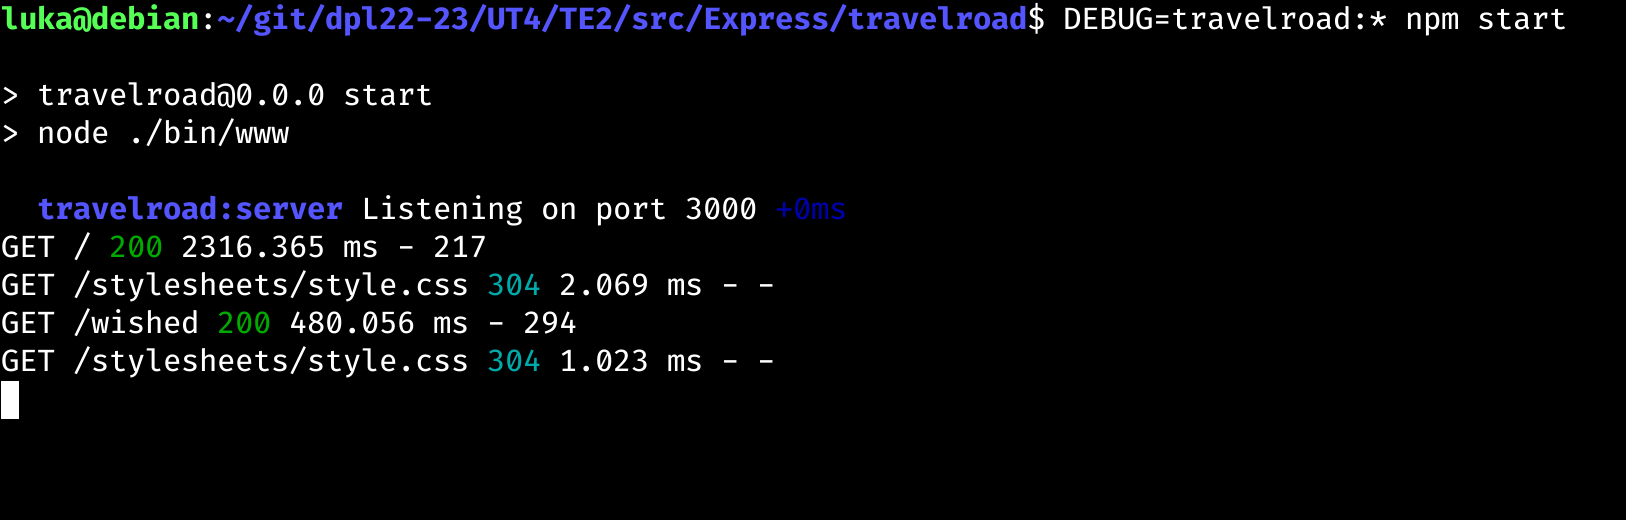 luka@debian:~/git/dpl22-23/UT4/TE2/src/Express/travelroad$ DEBUG=travelroad:* npm start
> travelroad@0.0.0 start
> node ./bin/www
travelroad:server Listening on port 3000 +0ms
GET / 200 2316.365 ms - 217
GET /stylesheets/style.css 304 2.069 ms - -
GET /wished 200 480.056 ms - 294
GET /stylesheets/style.css 304 1.023 ms - -